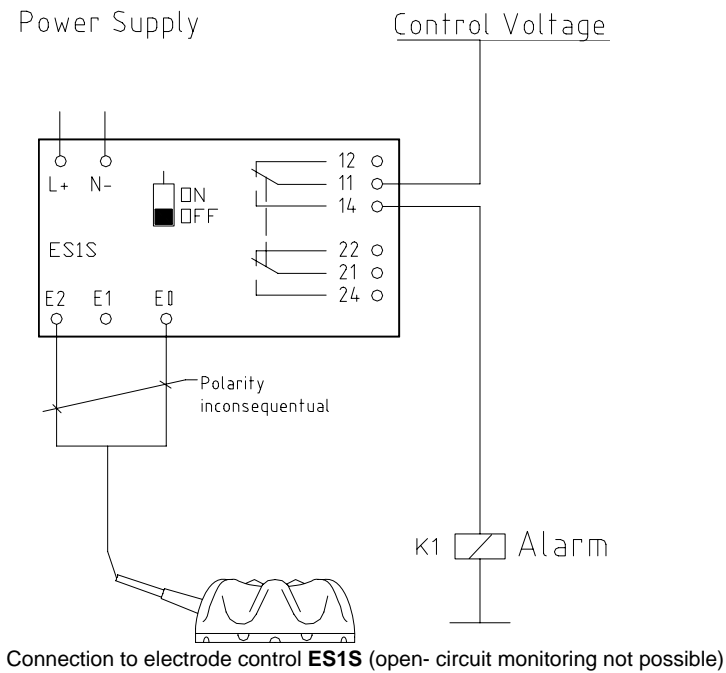 Power Supply
Control Voltage
L+ N-
ON
OFF
12
11
14
ES1S
22
21
24
E2 E1 E0
Polarity
inconsequentual
K1 Alarm
Connection to electrode control ES1S (open- circuit monitoring not possible)